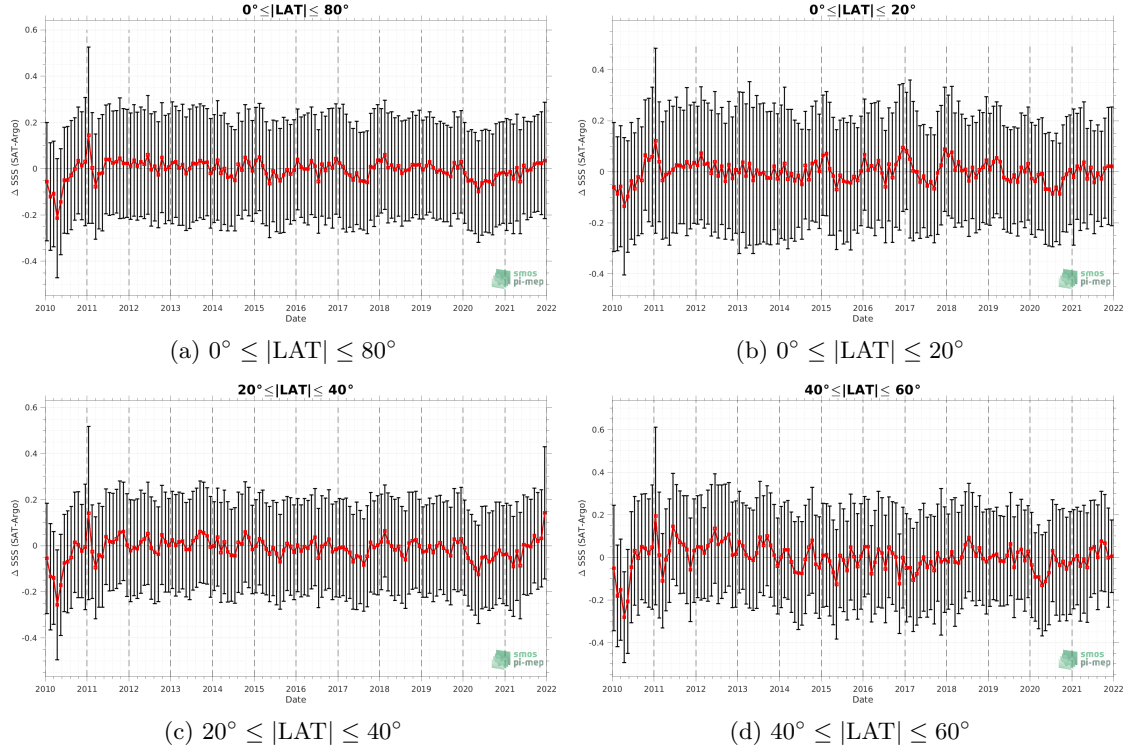 0°≤|LAT|≤ 80°
Δ SSS (SAT-Argo)
0.6
0.4
0.2
0
-0.2
-0.4
2010 2011 2012 2013 2014 2015 2016 2017 2018 2019 2020 2021 2022
Date
smos
pi-mep
(a) 0° ≤ |LAT| ≤ 80°
0°≤|LAT|≤ 20°
Δ SSS (SAT-Argo)
0.4
0.2
0
-0.2
-0.4
2010 2011 2012 2013 2014 2015 2016 2017 2018 2019 2020 2021 2022
Date
smos
pi-mep
(b) 0° ≤ |LAT| ≤ 20°
20°≤|LAT|≤ 40°
Δ SSS (SAT-Argo)
0.6
0.4
0.2
0
-0.2
-0.4
2010 2011 2012 2013 2014 2015 2016 2017 2018 2019 2020 2021 2022
Date
smos
pi-mep
(c) 20° ≤ |LAT| ≤ 40°
40°≤|LAT|≤ 60°
Δ SSS (SAT-Argo)
0.6
0.4
0.2
0
-0.2
-0.4
2010 2011 2012 2013 2014 2015 2016 2017 2018 2019 2020 2021 2022
Date
smos
pi-mep
(d) 40° ≤ |LAT| ≤ 60°